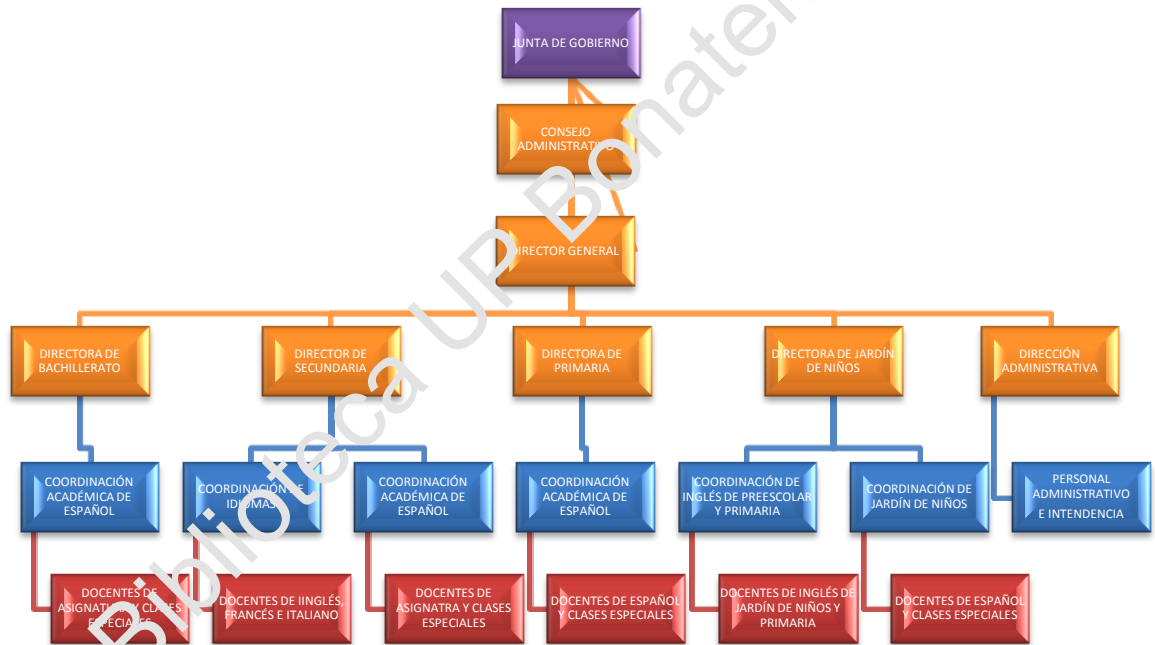 JUNTA DE GOBIERNO
CONSEJO
ADMINISTRATIVO
DIRECTOR GENERAL
DIRECTORA DE
BACHILLERATO
DIRECTOR DE
SECUNDARIA
DIRECTORA DE
PRIMARIA
DIRECTORA DE JARDÍN
DE NIÑOS
DIRECCIÓN
ADMINISTRATIVA
COORDINACIÓN
ACADÉMICA DE
ESPAÑOL
COORDINACIÓN DE
IDIOMAS
COORDINACIÓN
ACADÉMICA DE
ESPAÑOL
COORDINACIÓN
ACADÉMICA DE
ESPAÑOL
COORDINACIÓN DE
INGLÉS DE PREESCOLAR
Y PRIMARIA
COORDINACIÓN DE
JARDÍN DE NIÑOS
PERSONAL
ADMINISTRATIVO
E INTENDENCIA
DOCENTES DE
ASIGNATURA Y CLASES
ESPECIALES
DOCENTES DE IINGLÉS,
FRANCÉS E ITALIANO
DOCENTES DE
ASIGNATRA Y CLASES
ESPECIALES
DOCENTES DE ESPAÑOL
Y CLASES ESPECIALES
DOCENTES DE INGLÉS DE
JARDÍN DE NIÑOS Y
PRIMARIA
DOCENTES DE ESPAÑOL
Y CLASES ESPECIALES
Biblioteca UP